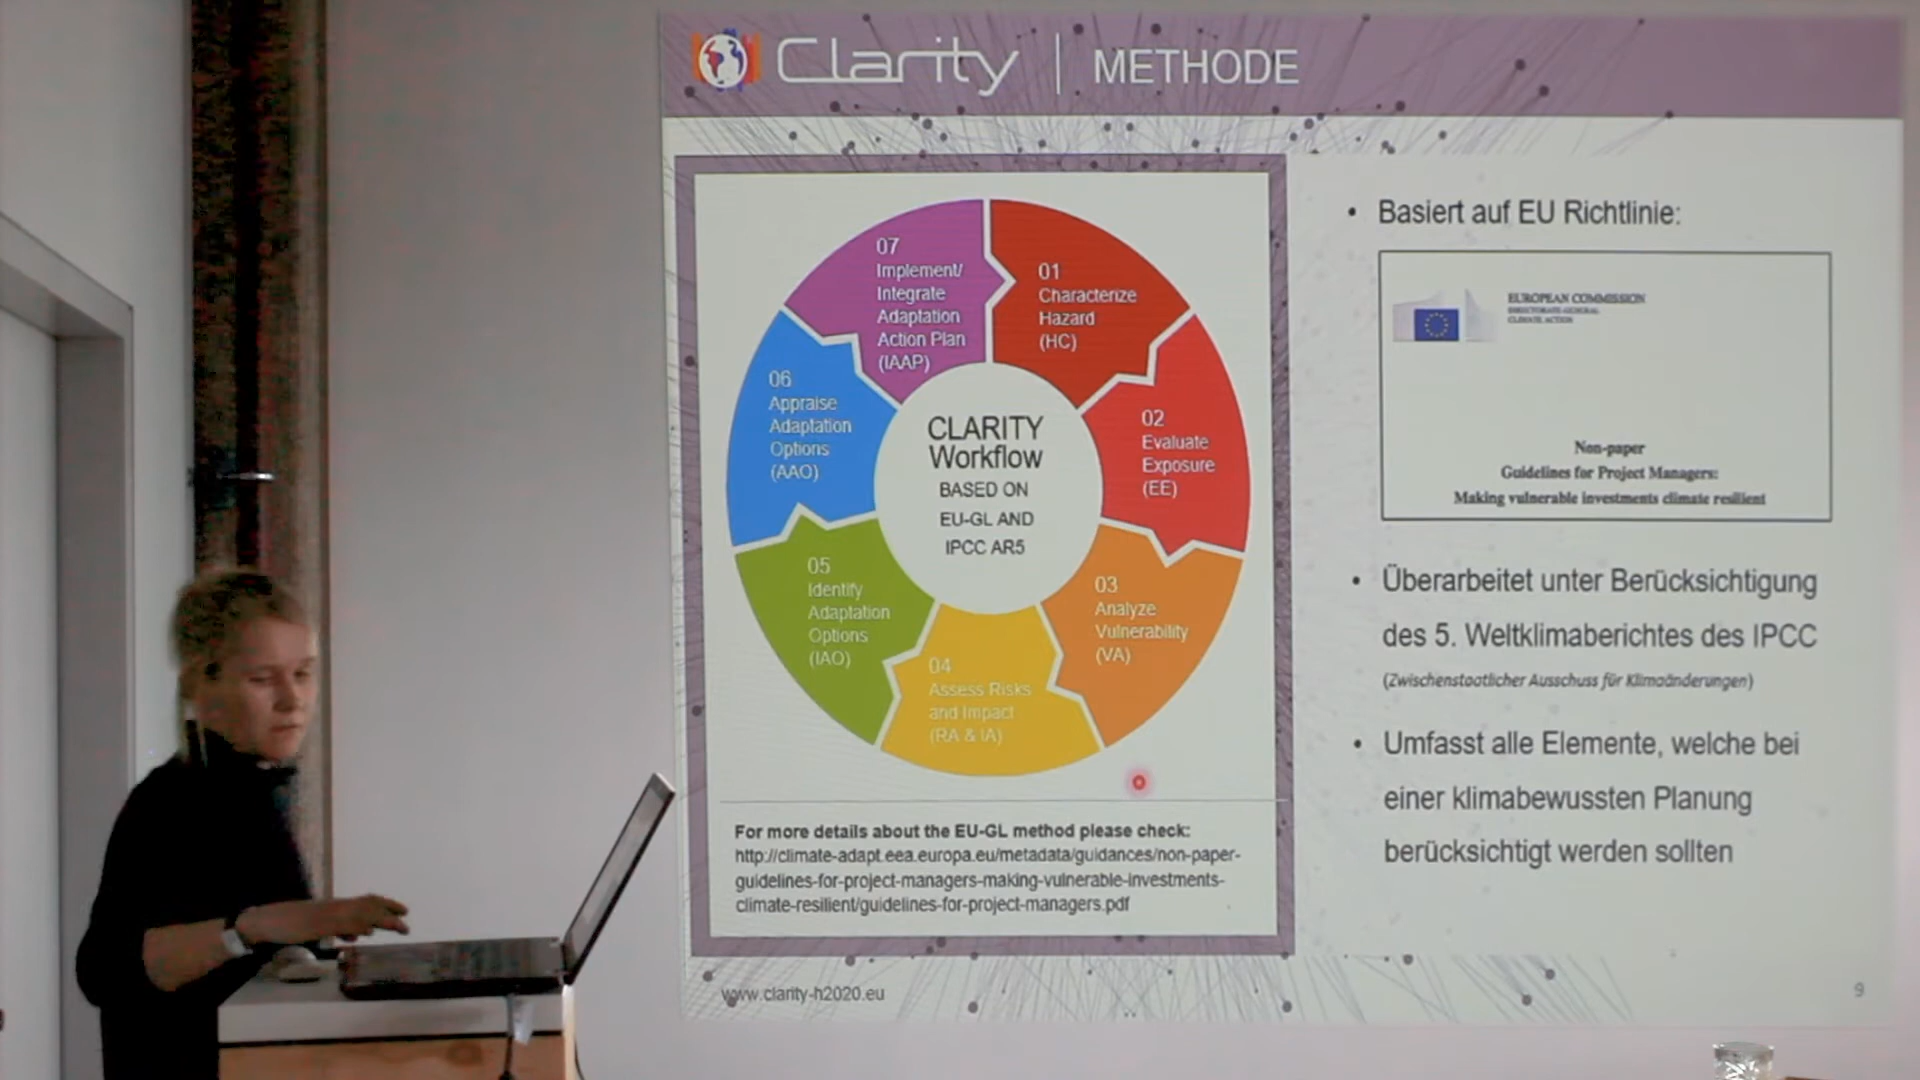 Clarity | METHODE
07
Implement/
Integrate
Adaptation
Action Plan
(IAAP)
01
Characterize
Hazard
(HC)
06
Appraise
Adaptation
Options
(AAO)
02
Evaluate
Exposure
(EE)
CLARITY
Workflow
BASED ON
EU-GL AND
IPCC AR5
05
Identify
Adaptation
Options
(IAO)
03
Analyze
Vulnerability
(VA)
04
Assess Risks
and Impact
(RA & IA)
For more details about the EU-GL method please check:
http://climate-adapt.eea.europa.eu/metadata/guidances/non-paper-
guidelines-for-project-managers-making-vulnerable-investments-
climate-resilient/guidelines-for-project-managers.pdf
• Basiert auf EU Richtlinie:
EUROPEAN COMMISSION
DIRECTORATE-GENERAL
CLIMATE ACTION
Non-paper
Guidelines for Project Managers:
Making vulnerable investments climate resilient
• Überarbeitet unter Berücksichtigung
des 5. Weltklimaberichtes des IPCC
(Zwischenstaatlicher Ausschuss für Klimaänderungen)
• Umfasst alle Elemente, welche bei
einer klimabewussten Planung
berücksichtigt werden sollten
www.clarity-h2020.eu
9